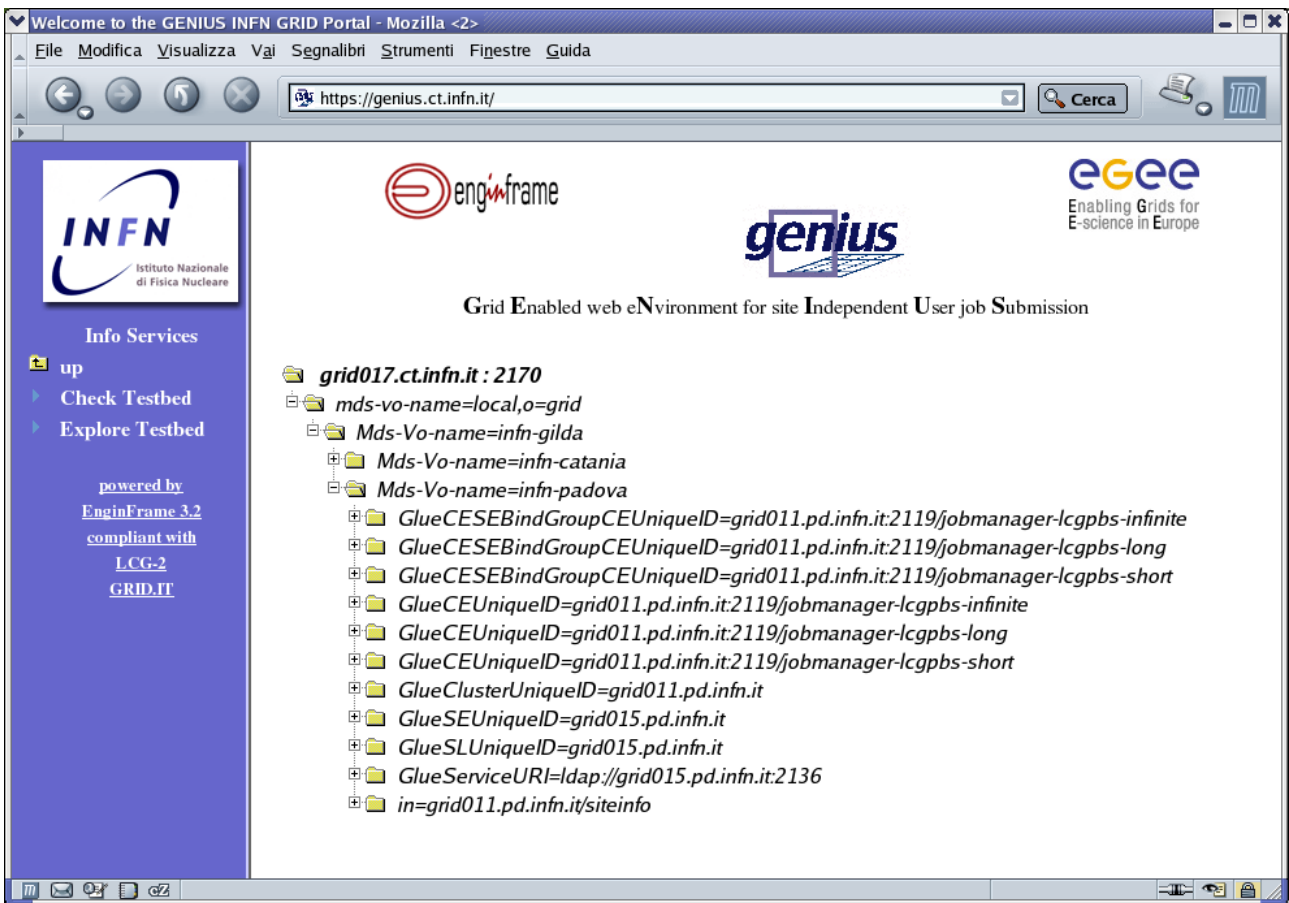 Welcome to the GENIUS INFN GRID Portal - Mozilla <2>
File Modifica Visualizza Vai Segnalibri Strumenti Finestre Guida
https://genius.ct.infn.it/
Cerca
INFN
Istituto Nazionale
di Fisica Nucleare
Info Services
up
Check Testbed
Explore Testbed
powered by
EnginFrame 3.2
compliant with
LCG-2
GRID.IT
enginframe
genius
egee
Enabling Grids for
E-science in Europe
Grid Enabled web eNvironment for site Independent User job Submission
grid017.ct.infn.it : 2170
mds-vo-name=local,o=grid
Mds-Vo-name=infn-gilda
Mds-Vo-name=infn-catania
Mds-Vo-name=infn-padova
GlueCESEBindGroupCEUniqueID=grid011.pd.infn.it:2119/jobmanager-lcgpbs-infinite
GlueCESEBindGroupCEUniqueID=grid011.pd.infn.it:2119/jobmanager-lcgpbs-long
GlueCESEBindGroupCEUniqueID=grid011.pd.infn.it:2119/jobmanager-lcgpbs-short
GlueCEUniqueID=grid011.pd.infn.it:2119/jobmanager-lcgpbs-infinite
GlueCEUniqueID=grid011.pd.infn.it:2119/jobmanager-lcgpbs-long
GlueCEUniqueID=grid011.pd.infn.it:2119/jobmanager-lcgpbs-short
GlueClusterUniqueID=grid011.pd.infn.it
GlueSEUniqueID=grid015.pd.infn.it
GlueSLUniqueID=grid015.pd.infn.it
GlueServiceURI=ldap://grid015.pd.infn.it:2136
in=grid011.pd.infn.it/siteinfo